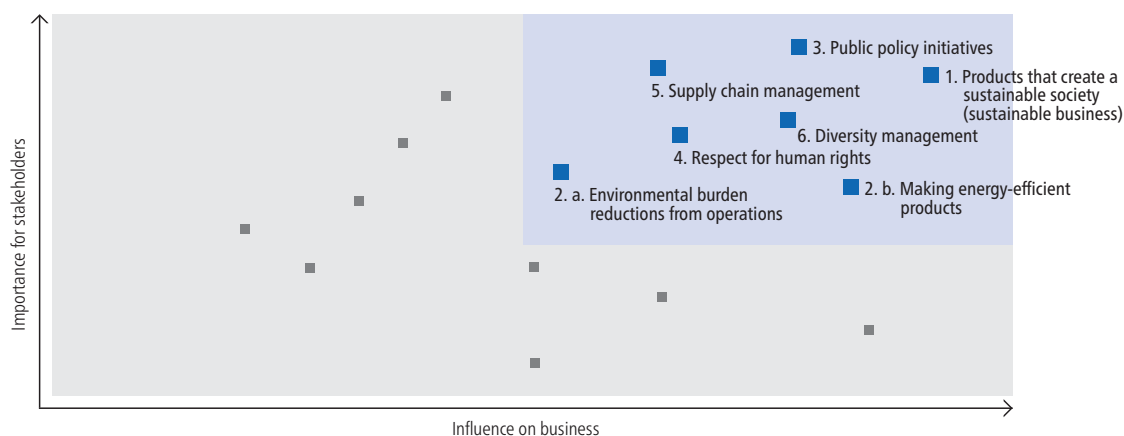 Importance for stakeholders
3. Public policy initiatives
1. Products that create a
sustainable society
(sustainable business)
5. Supply chain management
6. Diversity management
4. Respect for human rights
2. a. Environmental burden
reductions from operations
2. b. Making energy-efficient
products
Influence on business